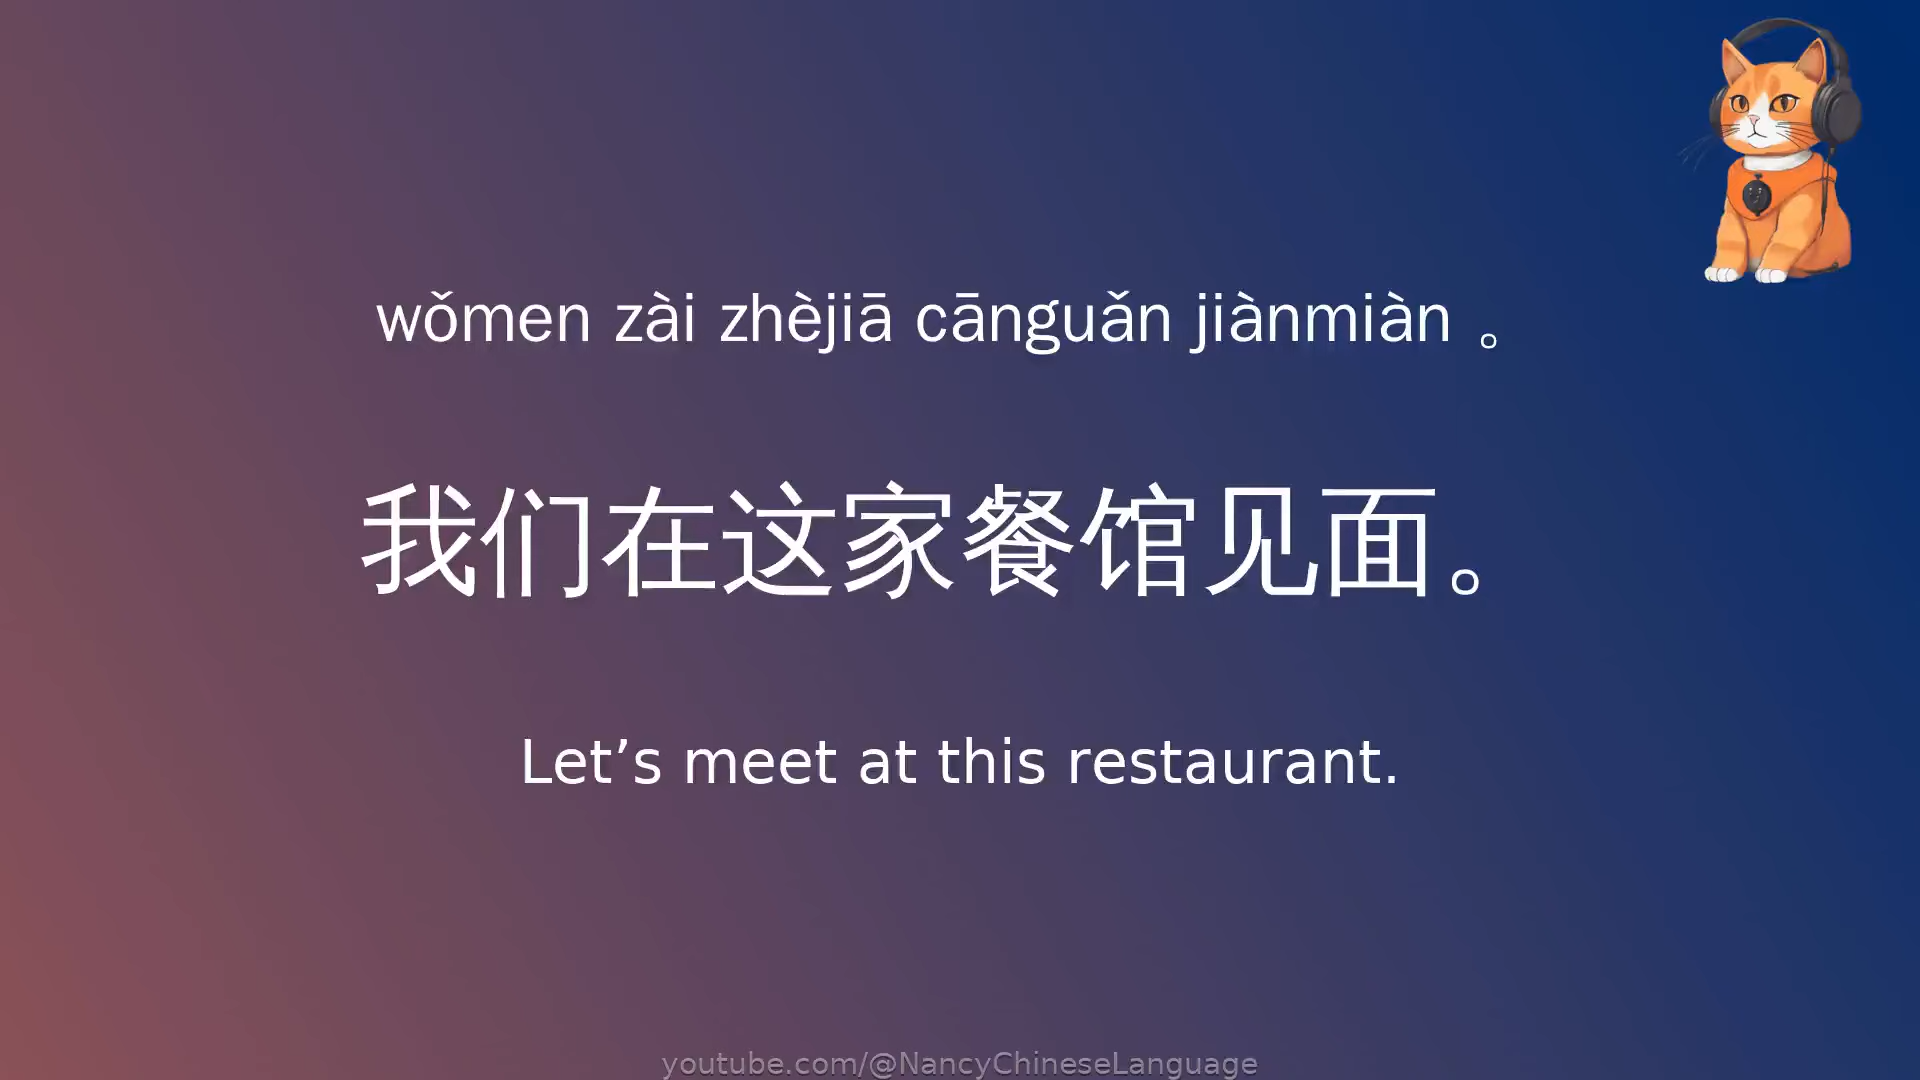 wǒmen zài zhèjiā cānguǎn jiànmiàn 。
我们在这家餐馆见面。
Let’s meet at this restaurant.
youtube.com/@NancyChineseLanguage